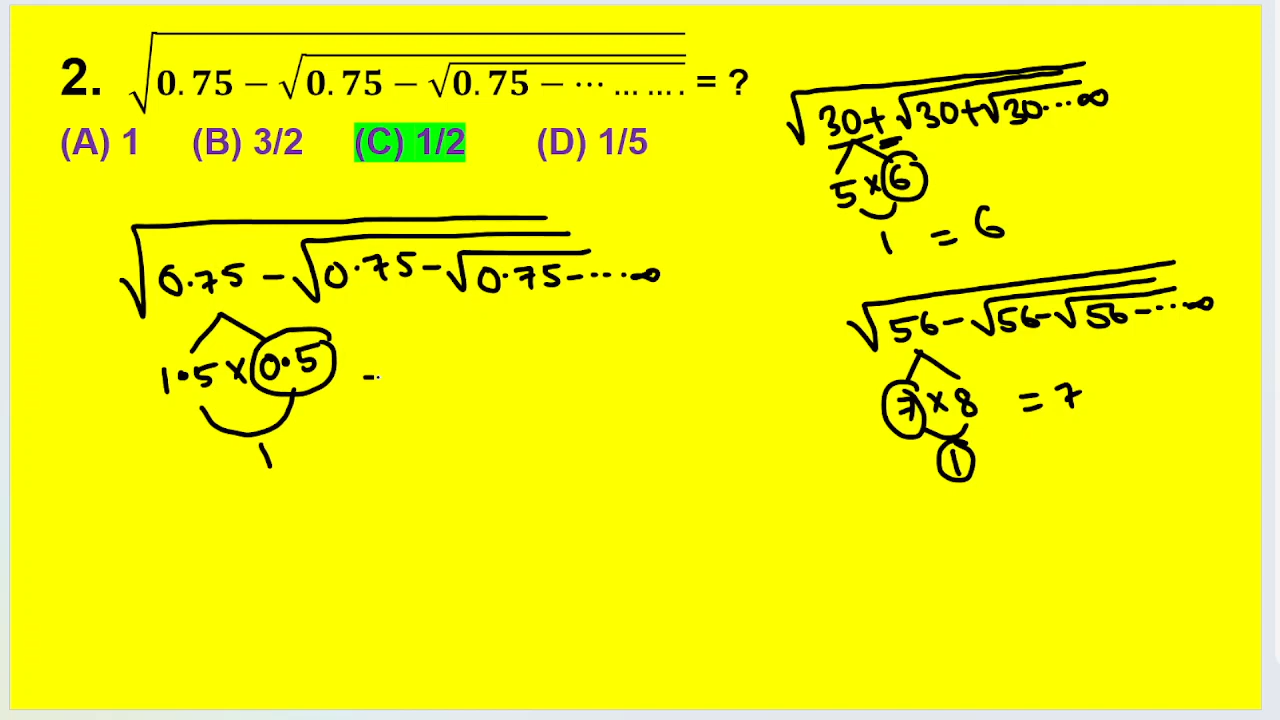 2. √(0.75 − √(0.75 − √(0.75 − ⋯ … … . = ?
(A) 1 (B) 3/2 (C) 1/2 (D) 1/5
√(0.75 − √(0.75 − √(0.75 − ⋯ ∞
1.5 × 0.5 -
1
√(30 + √(30 + √(30 ⋯ ∞
5 × 6
1 = 6
√(56 − √(56 − √(56 − ⋯ ∞
7 × 8 = 7
1